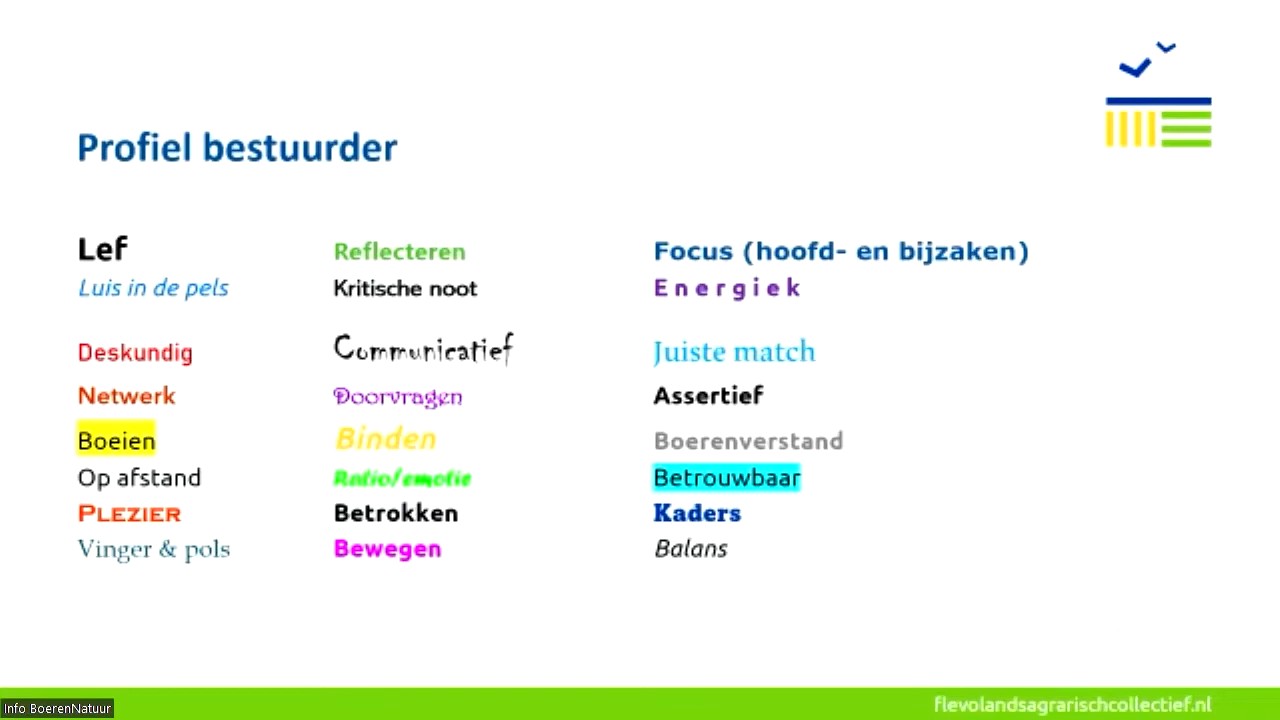 Profiel bestuurder
Lef Reflecteren Focus (hoofd- en bijzaken)
Luis in de pels Kritische noot Energiek
Deskundig Communicatief Juiste match
Netwerk Doorvragen Assertief
Boeien Binden Boerenverstand
Op afstand Ratio/emotie Betrouwbaar
PLEZIER Betrokken Kaders
Vinger & pols Bewegen Balans
flevolandsagrarischcollectief.nl
Info BoerenNatuur